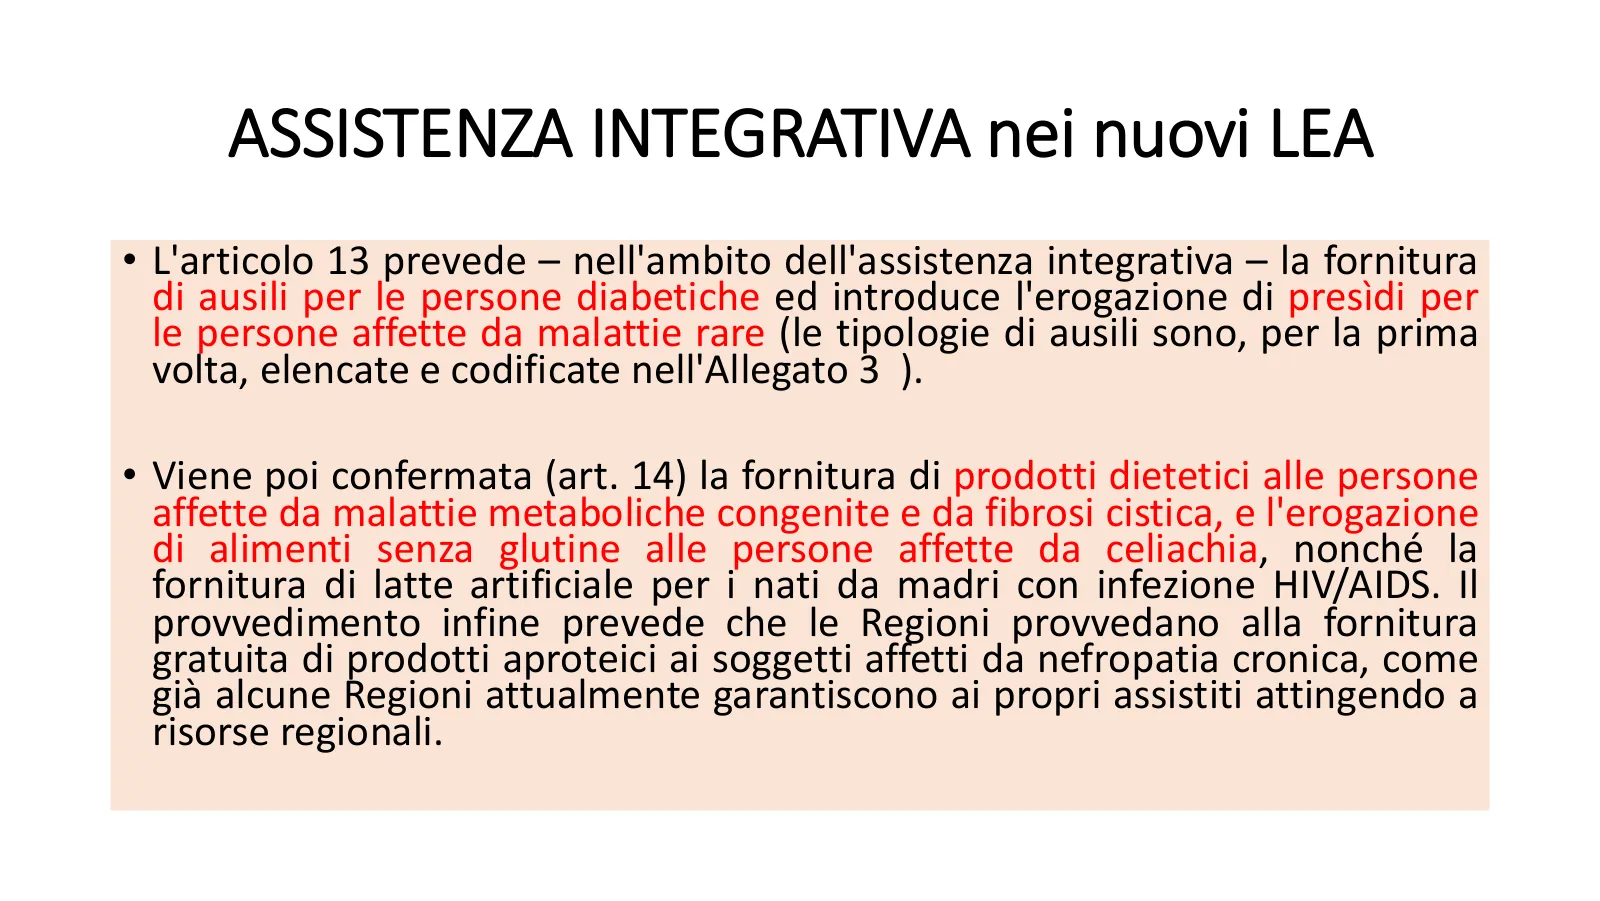 ASSISTENZA INTEGRATIVA nei nuovi LEA
• L'articolo 13 prevede – nell'ambito dell'assistenza integrativa – la fornitura
di ausili per le persone diabetiche ed introduce l'erogazione di presìdi per
le persone affette da malattie rare (le tipologie di ausili sono, per la prima
volta, elencate e codificate nell'Allegato 3  ).
• Viene poi confermata (art. 14) la fornitura di prodotti dietetici alle persone
affette da malattie metaboliche congenite e da fibrosi cistica, e l'erogazione
di alimenti senza glutine alle persone affette da celiachia, nonché la
fornitura di latte artificiale per i nati da madri con infezione HIV/AIDS. Il
provvedimento infine prevede che le Regioni provvedano alla fornitura
gratuita di prodotti aproteici ai soggetti affetti da nefropatia cronica, come
già alcune Regioni attualmente garantiscono ai propri assistiti attingendo a
risorse regionali.